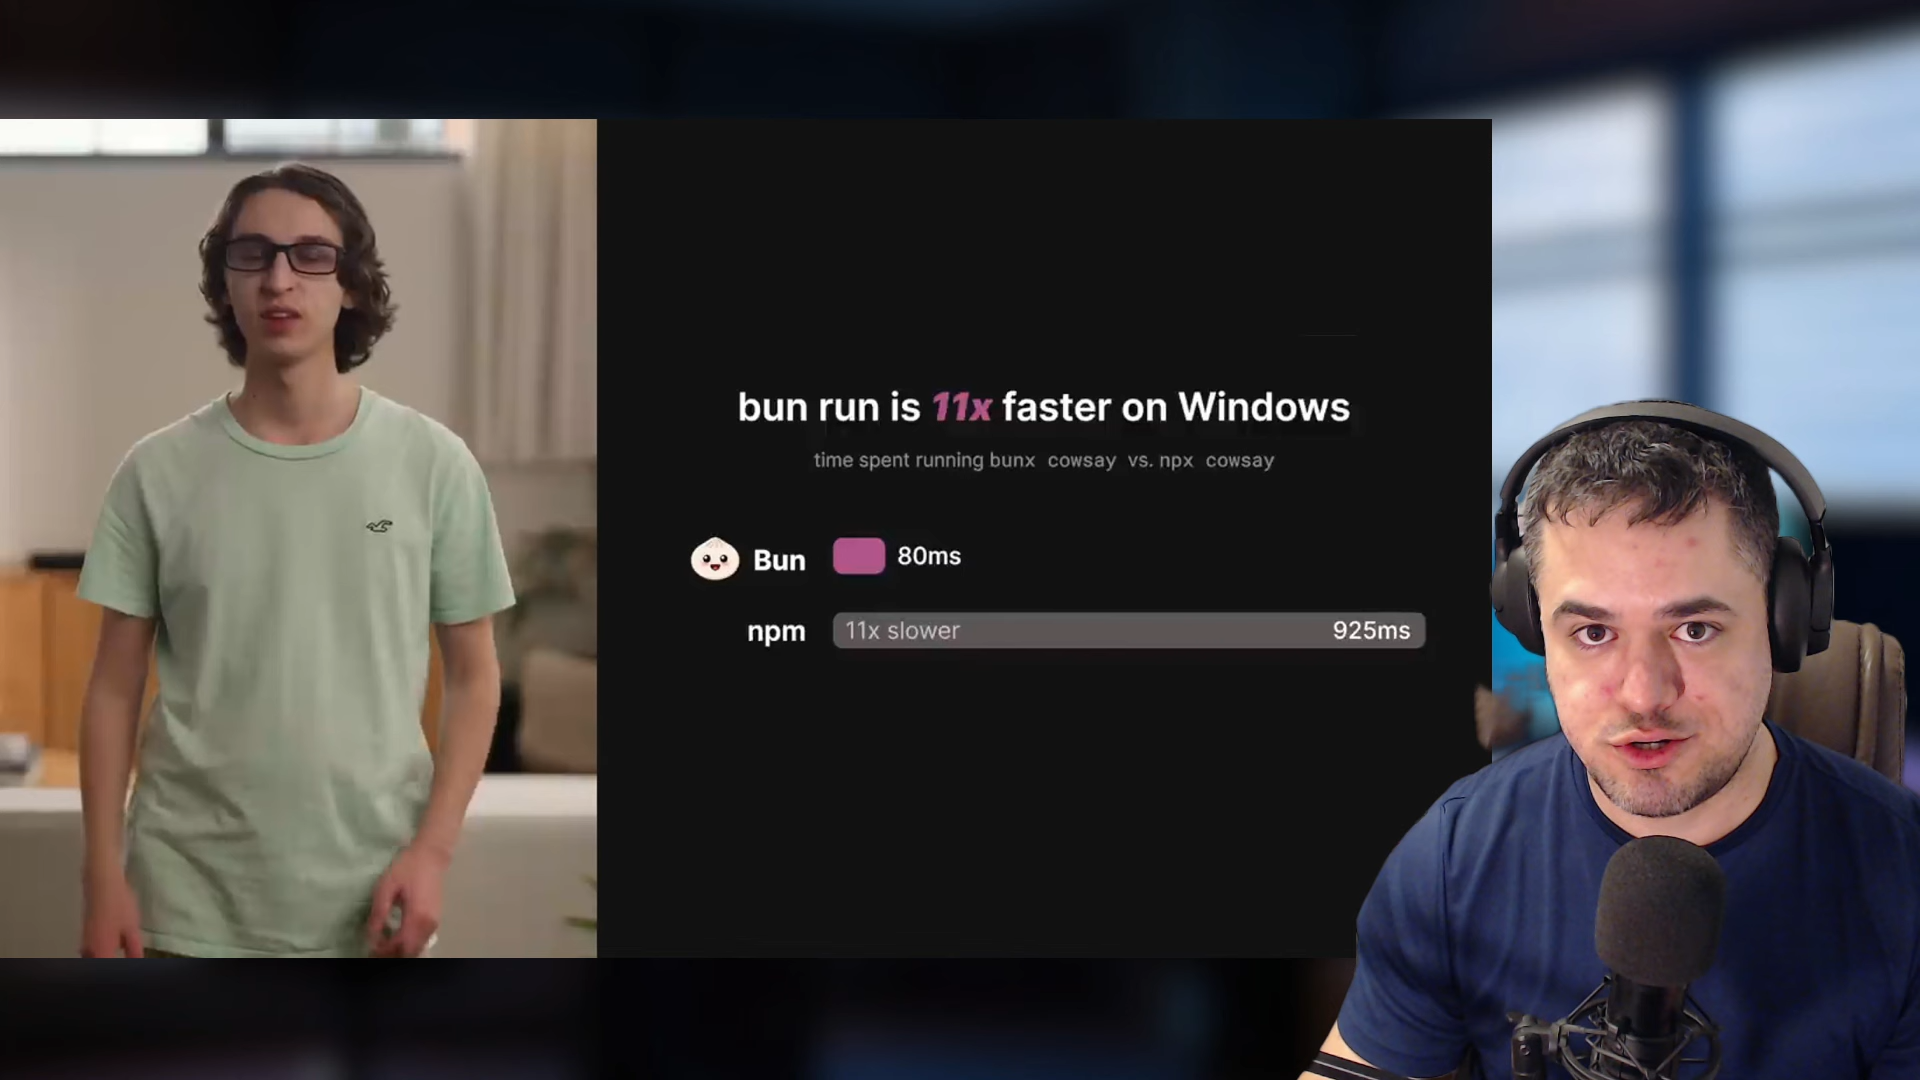 bun run is 11x faster on Windows
time spent running bunx cowsay vs. npx cowsay
Bun 80ms
npm 11x slower 925ms